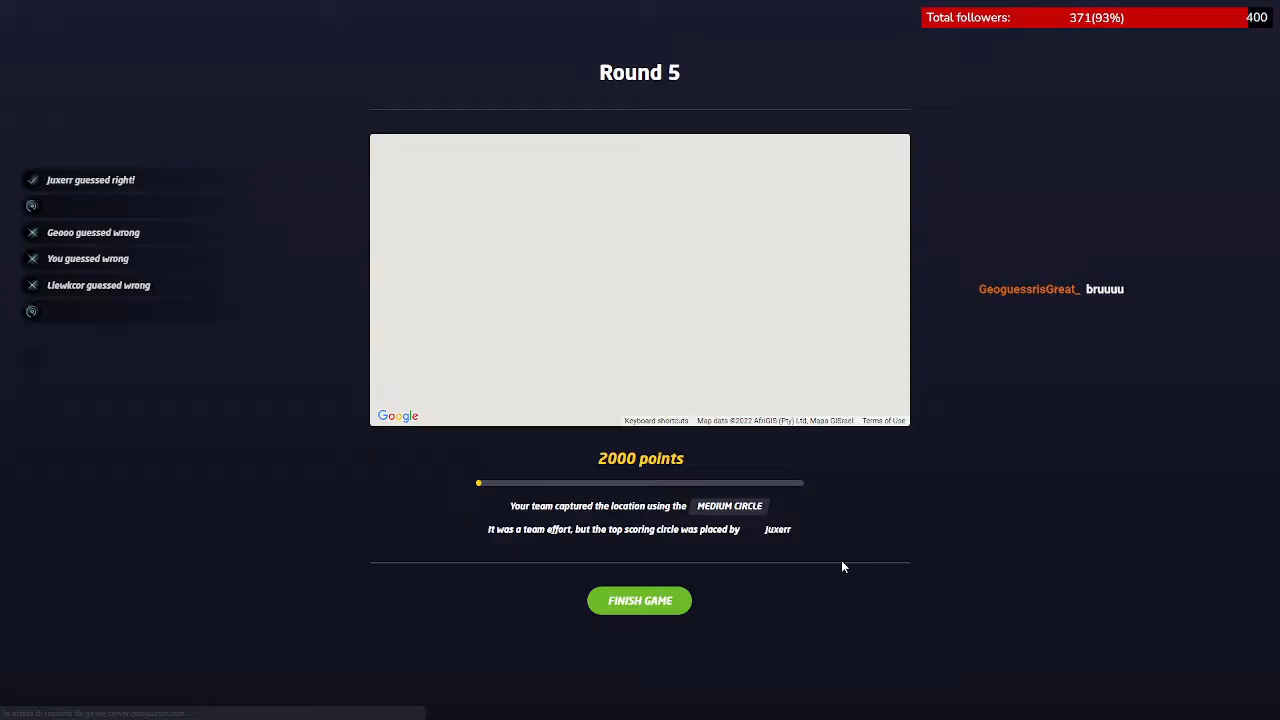 Total followers: 371(93%) 400
Round 5
Juxerr guessed right!
Geooo guessed wrong
You guessed wrong
Llewkcor guessed wrong
GeoguessrIsGreat_ bruuuu
Google
Keyboard shortcuts Map data ©2022 AfriGIS (Pty) Ltd, Mapa GISrael Terms of Use
2000 points
Your team captured the location using the MEDIUM CIRCLE
It was a team effort, but the top scoring circle was placed by Juxerr
FINISH GAME